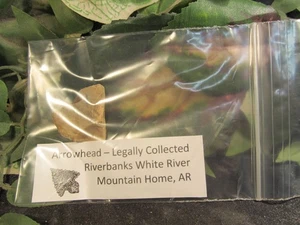 Arrowhead – Legally Collected
Riverbanks White River
Mountain Home, AR